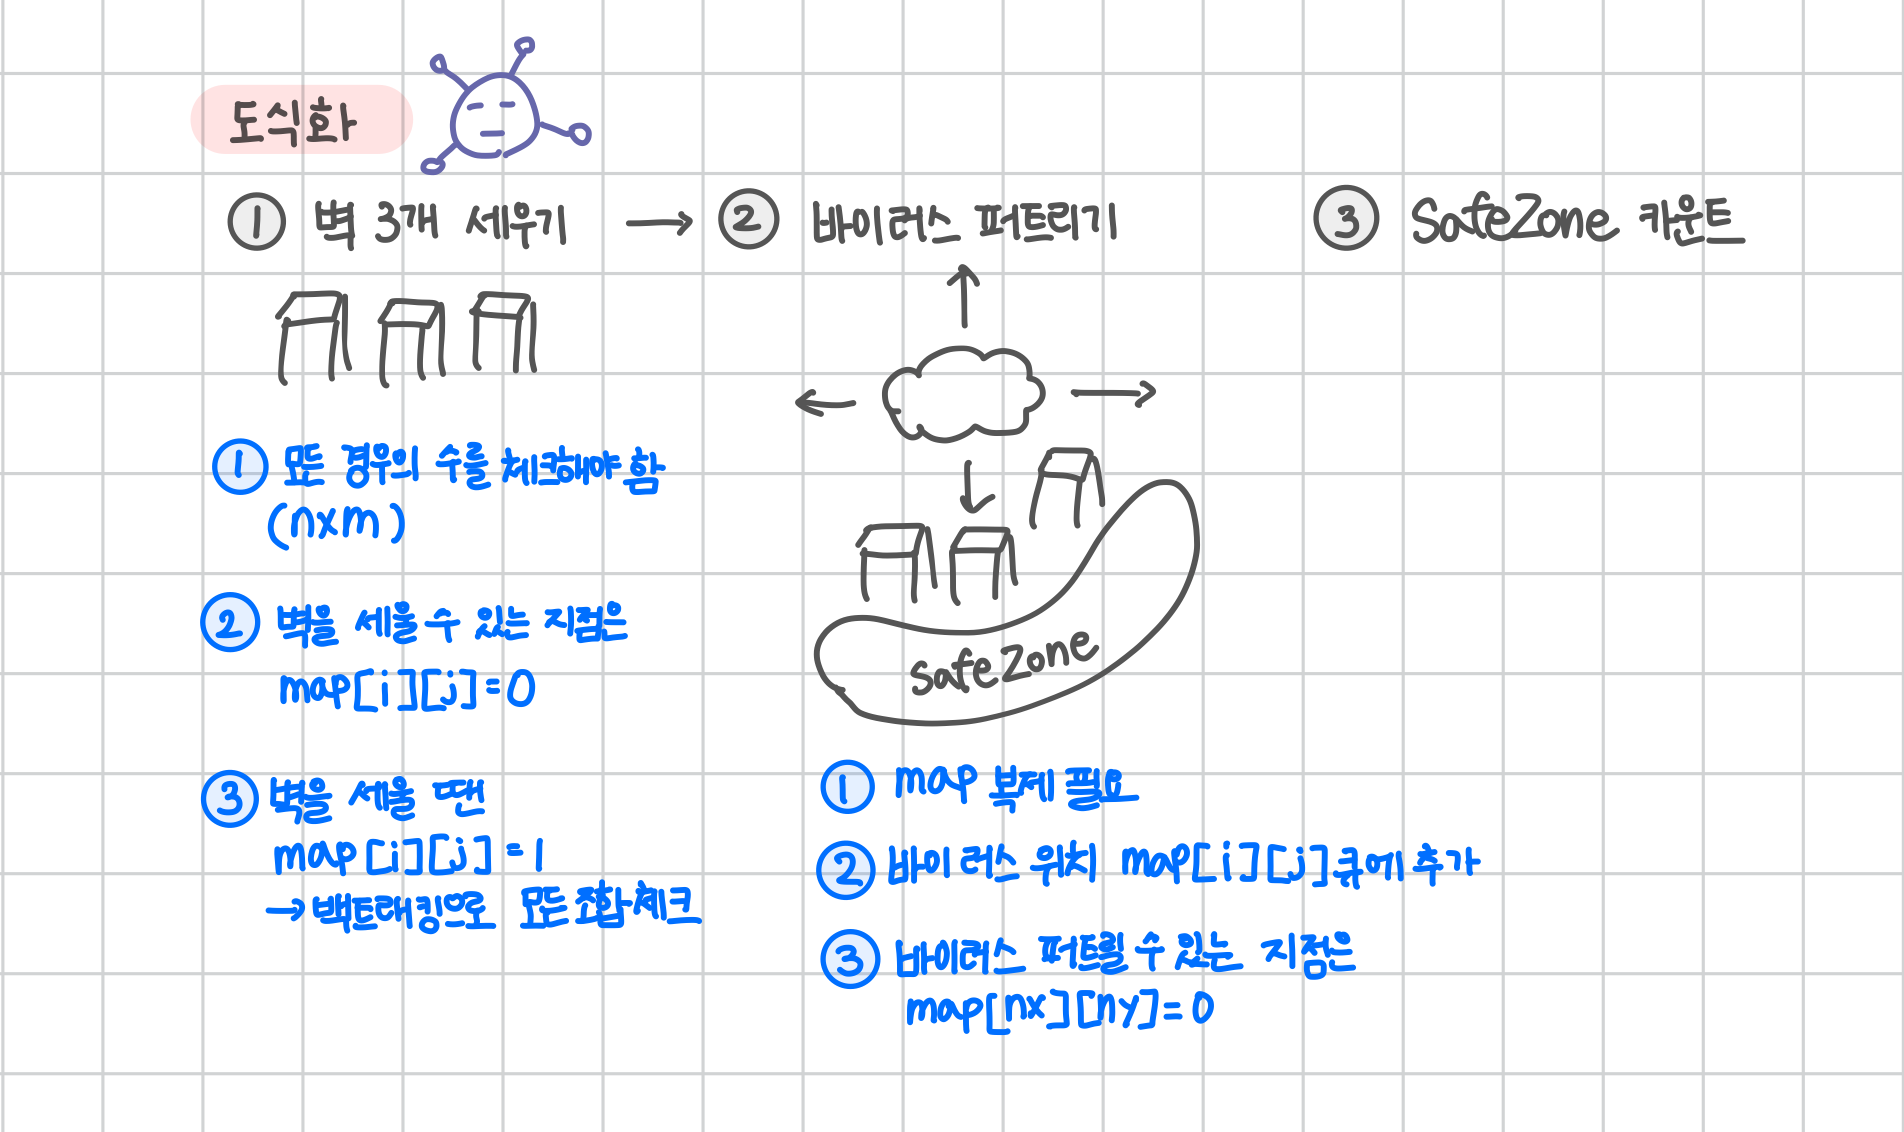 도식화
① 벽 3개 세우기 → ② 바이러스 퍼트리기
③ SafeZone 카운트
① 모든 경우의 수를 체크해야 함
(n×m)
② 벽을 세울 수 있는 지점은
map[i][j]=0
③ 벽을 세울 땐
map[i][j]=1
→ 백트래킹으로 모든 조합 체크
safeZone
① map 복제 필요
② 바이러스 위치 map[i][j] 큐에 추가
③ 바이러스 퍼트릴 수 있는 지점은
map[nx][ny]=0